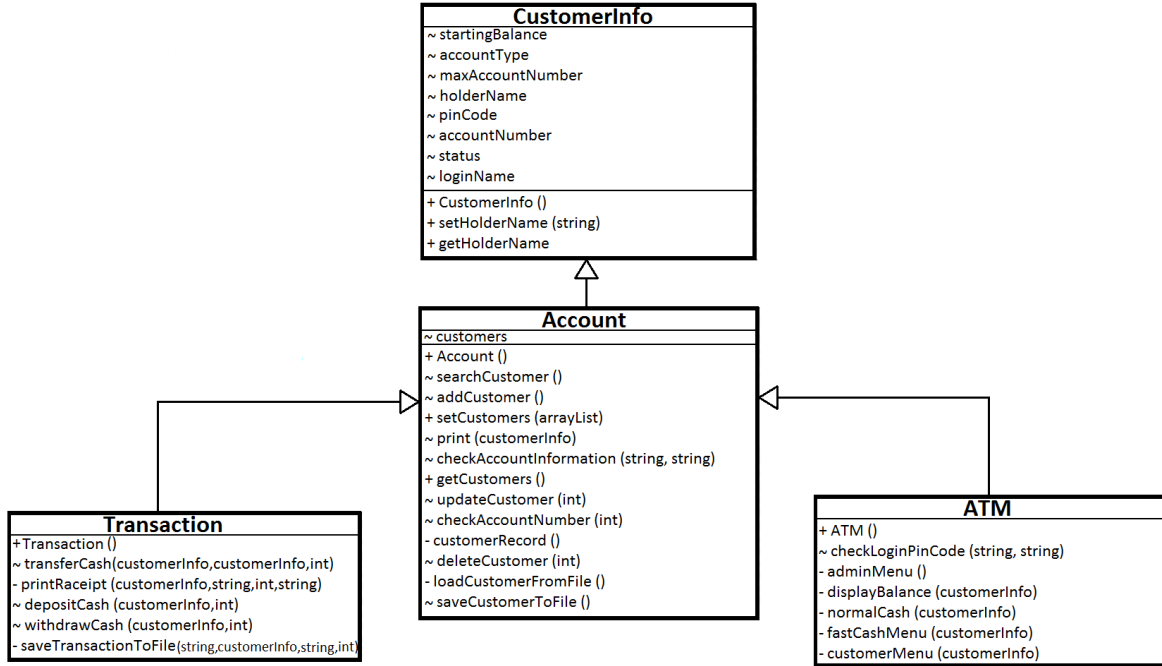 CustomerInfo
~ startingBalance
~ accountType
~ maxAccountNumber
~ holderName
~ pinCode
~ accountNumber
~ status
~ loginName
+ CustomerInfo ()
+ setHolderName (string)
+ getHolderName
Account
~ customers
+ Account ()
~ searchCustomer ()
~ addCustomer ()
+ setCustomers (arrayList)
~ print (customerInfo)
~ checkAccountInformation (string, string)
+ getCustomers ()
~ updateCustomer (int)
~ checkAccountNumber (int)
- customerRecord ()
~ deleteCustomer (int)
- loadCustomerFromFile ()
~ saveCustomerToFile ()
Transaction
+Transaction ()
~ transferCash(customerInfo,customerInfo,int)
- printRaceipt (customerInfo,string,int,string)
~ depositCash (customerInfo,int)
~ withdrawCash (customerInfo,int)
- saveTransactionToFile(string,customerInfo,string,int)
ATM
+ ATM ()
~ checkLoginPinCode (string, string)
- adminMenu ()
- displayBalance (customerInfo)
- normalCash (customerInfo)
- fastCashMenu (customerInfo)
- customerMenu (customerInfo)